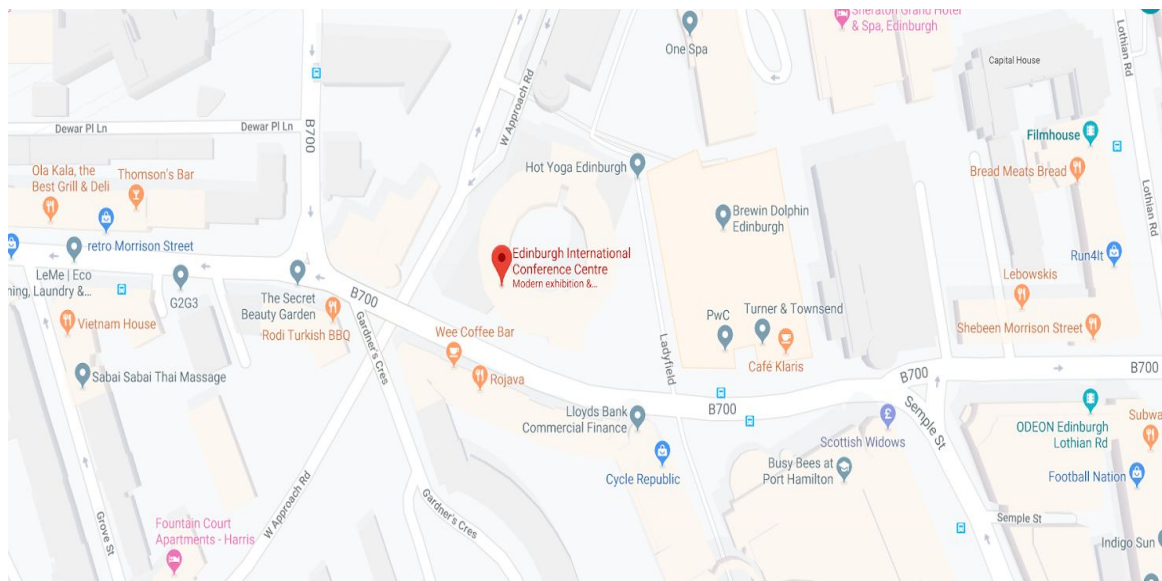 Sheraton Grand Hotel
& Spa, Edinburgh
One Spa
Lothian Rd
Capital House
W Approach Rd
Filmhouse
Dewar Pl Ln
Dewar Pl Ln
B700
Hot Yoga Edinburgh
Bread Meats Bread
Ola Kala, the
Best Grill & Deli
Thomson's Bar
Lothian Rd
Brewin Dolphin
Edinburgh
retro Morrison Street
Edinburgh International
Conference Centre
Modern exhibition &...
Run4It
LeMe | Eco
ning, Laundry &...
G2G3
The Secret
Beauty Garden
B700
Lebowskis
Rodi Turkish BBQ
Vietnam House
Gardner's Cres
Wee Coffee Bar
PwC
Turner & Townsend
Shebeen Morrison Street
Ladyfield
Café Klaris
B700
B700
Sabai Sabai Thai Massage
Rojava
B700
Lloyds Bank
Commercial Finance
Semple St
Scottish Widows
ODEON Edinburgh
Lothian Rd
Subwa
Cycle Republic
Busy Bees at
Port Hamilton
Football Nation
W Approach Rd
Gardner's Cres
Grove St
Fountain Court
Apartments - Harris
Semple St
Indigo Sun